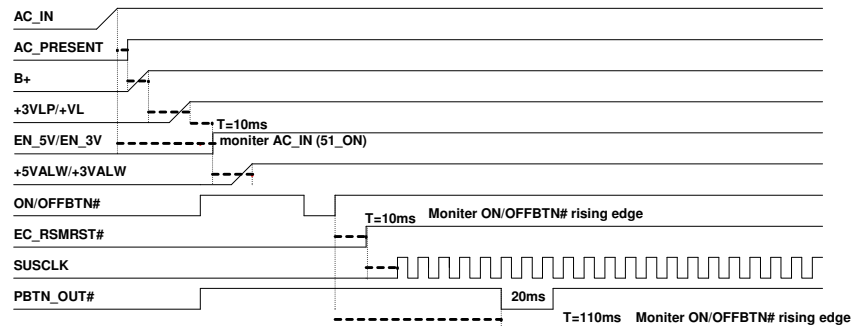 AC_IN
AC_PRESENT
B+
+3VLP/+VL
T=10ms
EN_5V/EN_3V
moniter AC_IN (51_ON)
+5VALW/+3VALW
ON/OFFBTN#
T=10ms Moniter ON/OFFBTN# rising edge
EC_RSMRST#
SUSCLK
PBTN_OUT#
20ms
T=110ms Moniter ON/OFFBTN# rising edge